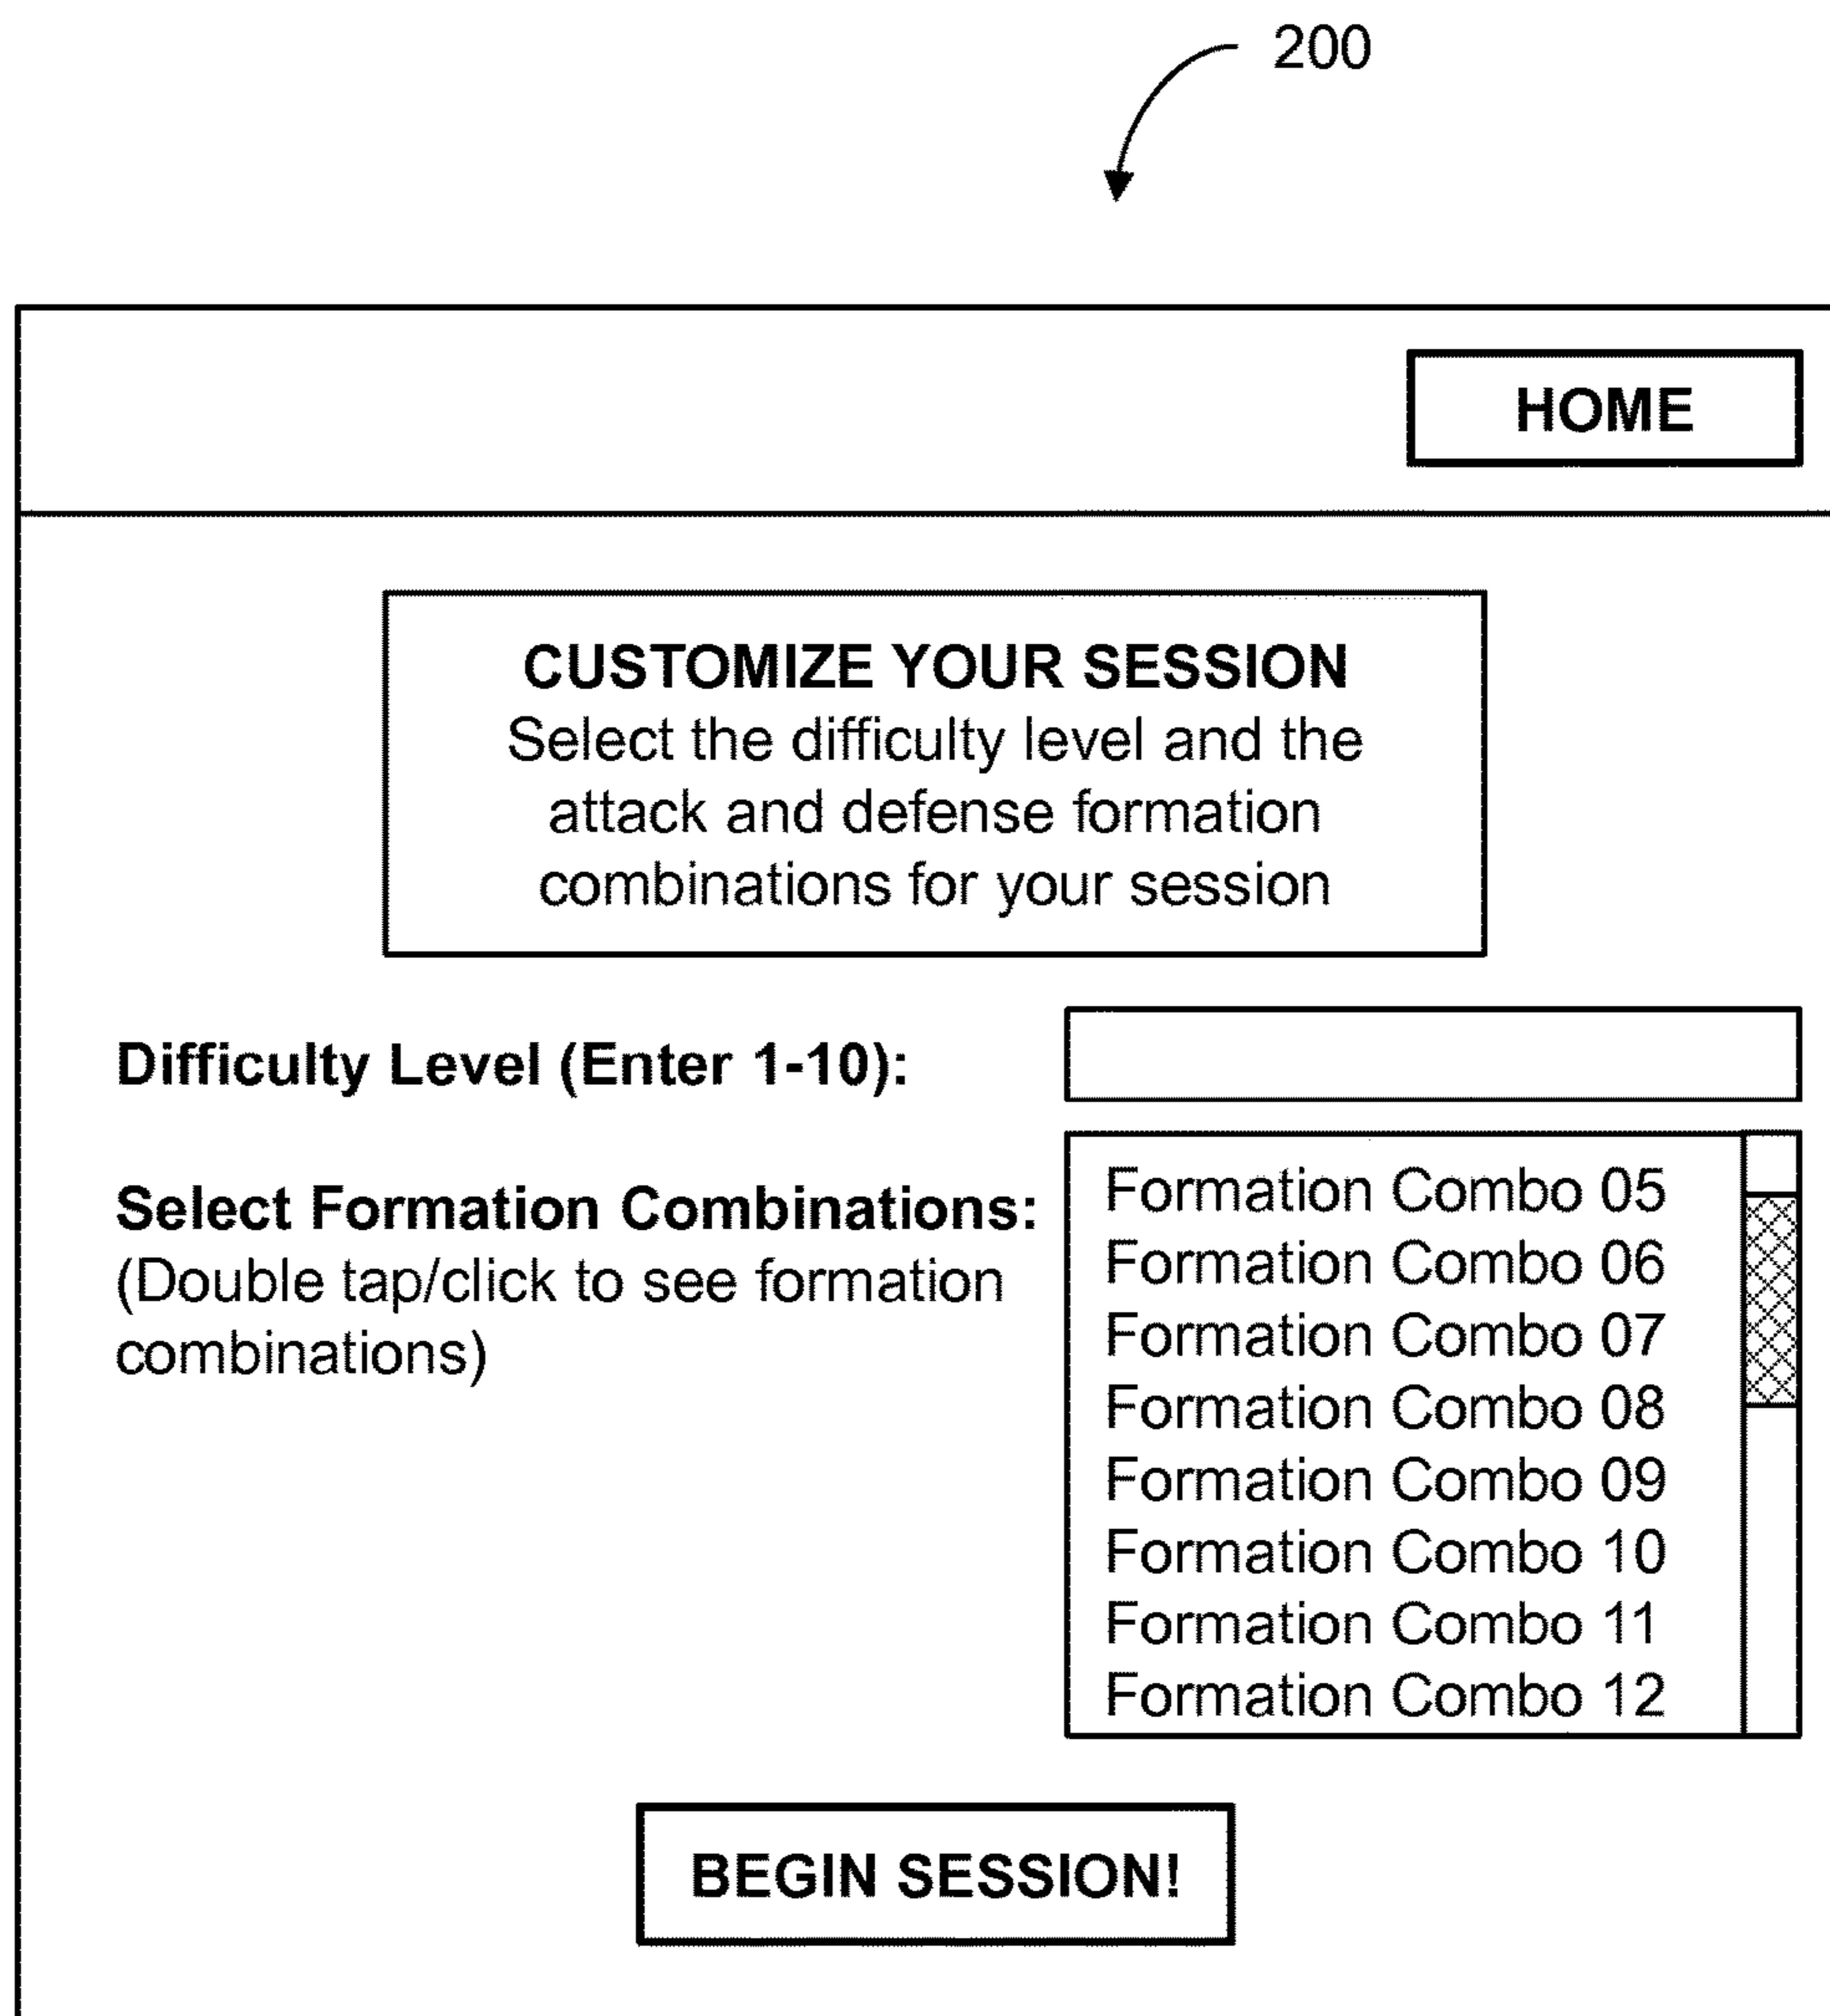 200
HOME
CUSTOMIZE YOUR SESSION
Select the difficulty level and the
attack and defense formation
combinations for your session
Difficulty Level (Enter 1-10):
Select Formation Combinations:
(Double tap/click to see formation
combinations)
Formation Combo 05
Formation Combo 06
Formation Combo 07
Formation Combo 08
Formation Combo 09
Formation Combo 10
Formation Combo 11
Formation Combo 12
BEGIN SESSION!